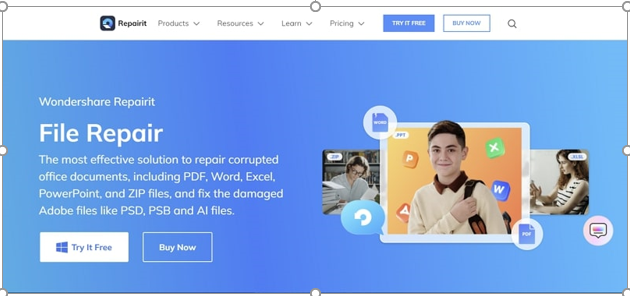 Repairit Products Resources Learn Pricing TRY IT FREE BUY NOW
Wondershare Repairit
File Repair
The most effective solution to repair corrupted
office documents, including PDF, Word, Excel,
PowerPoint, and ZIP files, and fix the damaged
Adobe files like PSD, PSB and AI files.
Try It Free Buy Now
WORD
.PPT
.ZIP
.XLSL
P
X
W
A
PDF